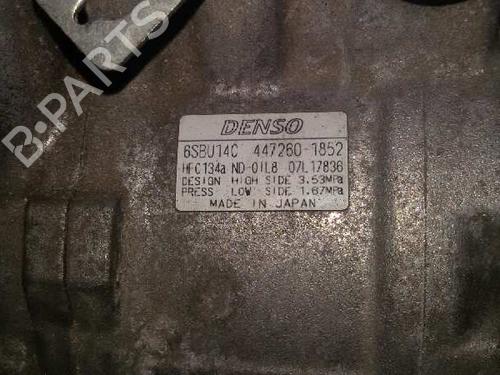 B-PARTS
DENSO
6SBU14C 447260-1852
HFC134a ND-OIL8 07L17836
DESIGN HIGH SIDE 3.53MPa
PRESS LOW SIDE 1.67MPa
MADE IN JAPAN